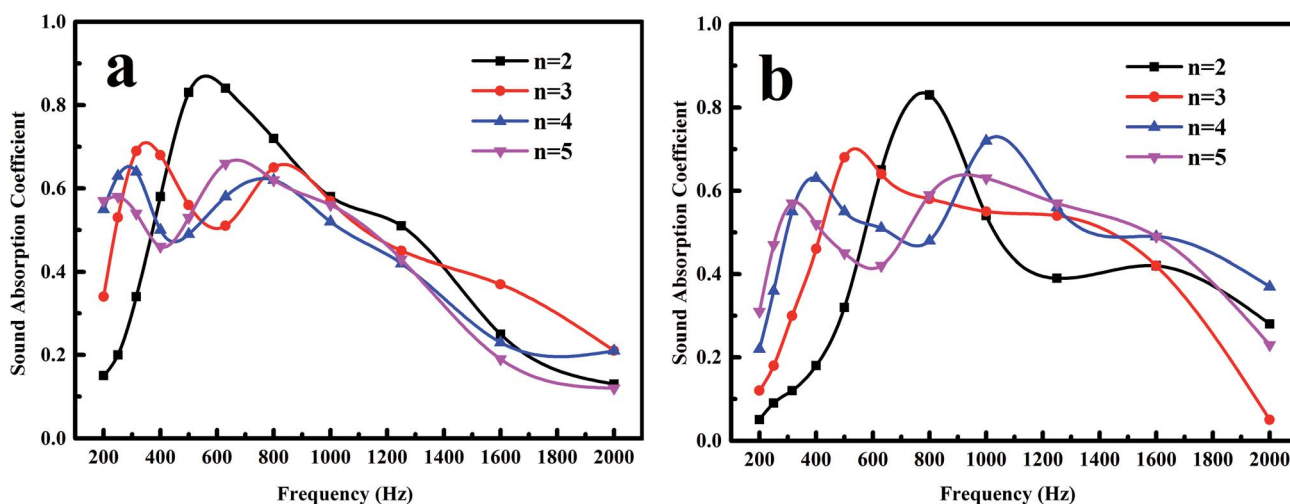 a
n=2
n=3
n=4
n=5
Sound Absorption Coefficient
1.0
0.8
0.6
0.4
0.2
0.0
200 400 600 800 1000 1200 1400 1600 1800 2000
Frequency (Hz)
b
n=2
n=3
n=4
n=5
Sound Absorption Coefficient
1.0
0.8
0.6
0.4
0.2
0.0
200 400 600 800 1000 1200 1400 1600 1800 2000
Frequency (Hz)